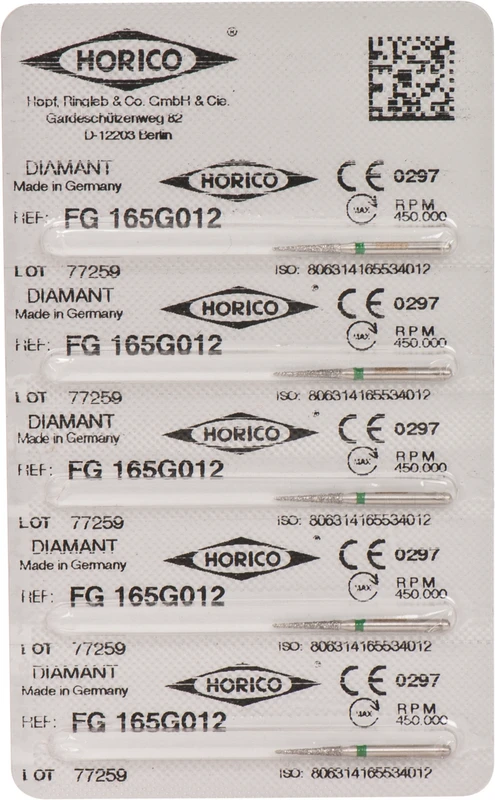 HORICO ®
Hopf, Ringleb & Co. GmbH & Cie.
Gardeschützenweg 82
D-12203 Berlin
DIAMANT HORICO ® CE 0297
Made in Germany
REF: FG 165G012 MAX RPM 450.000
LOT 77259 ISO: 806314165534012
DIAMANT HORICO ® CE 0297
Made in Germany
REF: FG 165G012 MAX RPM 450.000
LOT 77259 ISO: 806314165534012
DIAMANT HORICO ® CE 0297
Made in Germany
REF: FG 165G012 MAX RPM 450.000
LOT 77259 ISO: 806314165534012
DIAMANT HORICO ® CE 0297
Made in Germany
REF: FG 165G012 MAX RPM 450.000
LOT 77259 ISO: 806314165534012
DIAMANT HORICO ® CE 0297
Made in Germany
REF: FG 165G012 MAX RPM 450.000
LOT 77259 ISO: 806314165534012